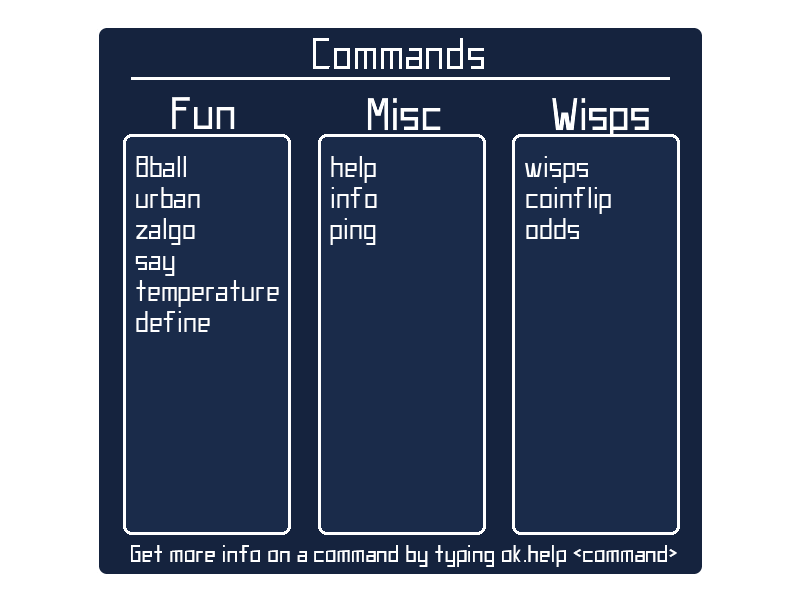 Commands
Fun
8ball
urban
zalgo
say
temperature
define
Misc
help
info
ping
Wisps
wisps
coinflip
odds
Get more info on a command by typing ok.help <command>